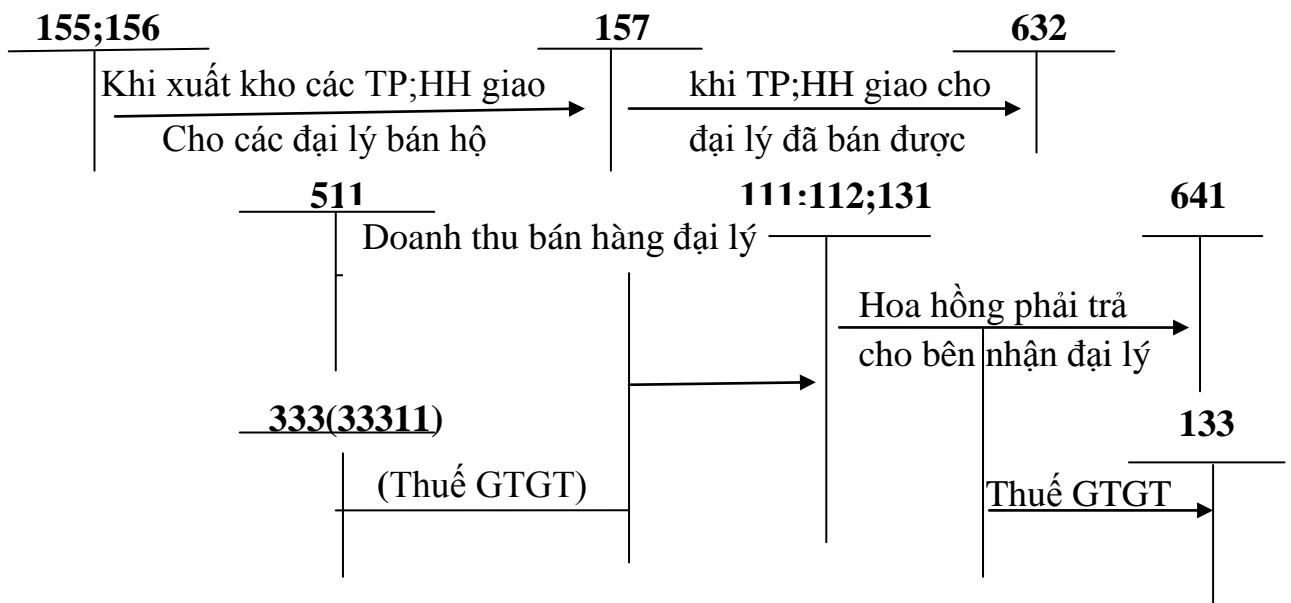 155;156 157 632
Khi xuất kho các TP;HH giao khi TP;HH giao cho
Cho các đại lý bán hộ đại lý đã bán được
511 111;112;131 641
Doanh thu bán hàng đại lý
Hoa hồng phải trả
cho bên nhận đại lý
333(33311) 133
(Thuế GTGT) Thuế GTGT